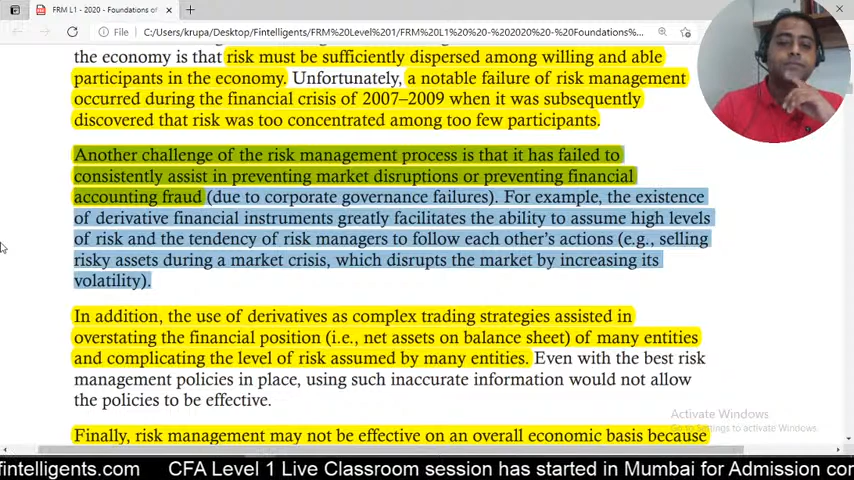 FRM L1 - 2020 - Foundations of
File
C:/Users/krupa/Desktop/Fintelligents/FRM%20Level%201/FRM%20L1%20-%202020%20-%20Foundations%20...
the economy is that risk must be sufficiently dispersed among willing and able
participants in the economy. Unfortunately, a notable failure of risk management
occurred during the financial crisis of 2007–2009 when it was subsequently
discovered that risk was too concentrated among too few participants.
Another challenge of the risk management process is that it has failed to
consistently assist in preventing market disruptions or preventing financial
accounting fraud (due to corporate governance failures). For example, the existence
of derivative financial instruments greatly facilitates the ability to assume high levels
of risk and the tendency of risk managers to follow each other's actions (e.g., selling
risky assets during a market crisis, which disrupts the market by increasing its
volatility).
In addition, the use of derivatives as complex trading strategies assisted in
overstating the financial position (i.e., net assets on balance sheet) of many entities
and complicating the level of risk assumed by many entities. Even with the best risk
management policies in place, using such inaccurate information would not allow
the policies to be effective.
Activate Windows
Go to Settings to activate Windows.
Finally, risk management may not be effective on an overall economic basis because
fintelligents.com CFA Level 1 Live Classroom session has started in Mumbai for Admission con